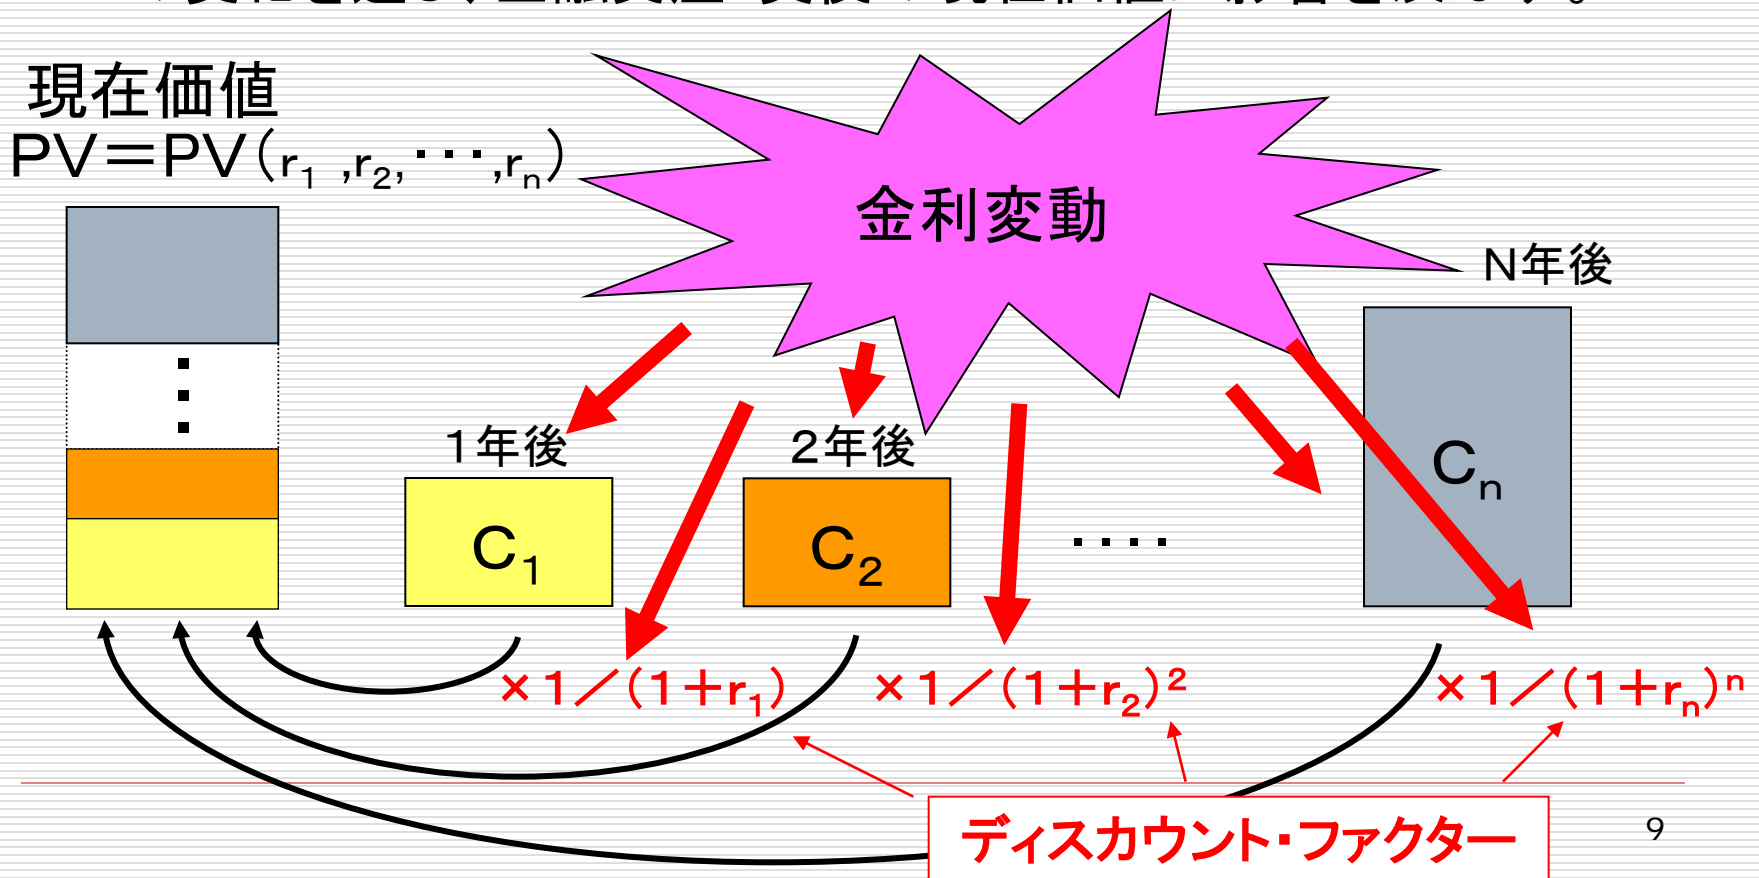 現在価値
PV＝PV(r₁ ,r₂, ･･･ ,rₙ)
金利変動
N年後
1年後
2年後
C₁
C₂
････
Cₙ
×1／(1＋r₁)
×1／(1＋r₂)²
×1／(1＋rₙ)ⁿ
ディスカウント･ファクター
9